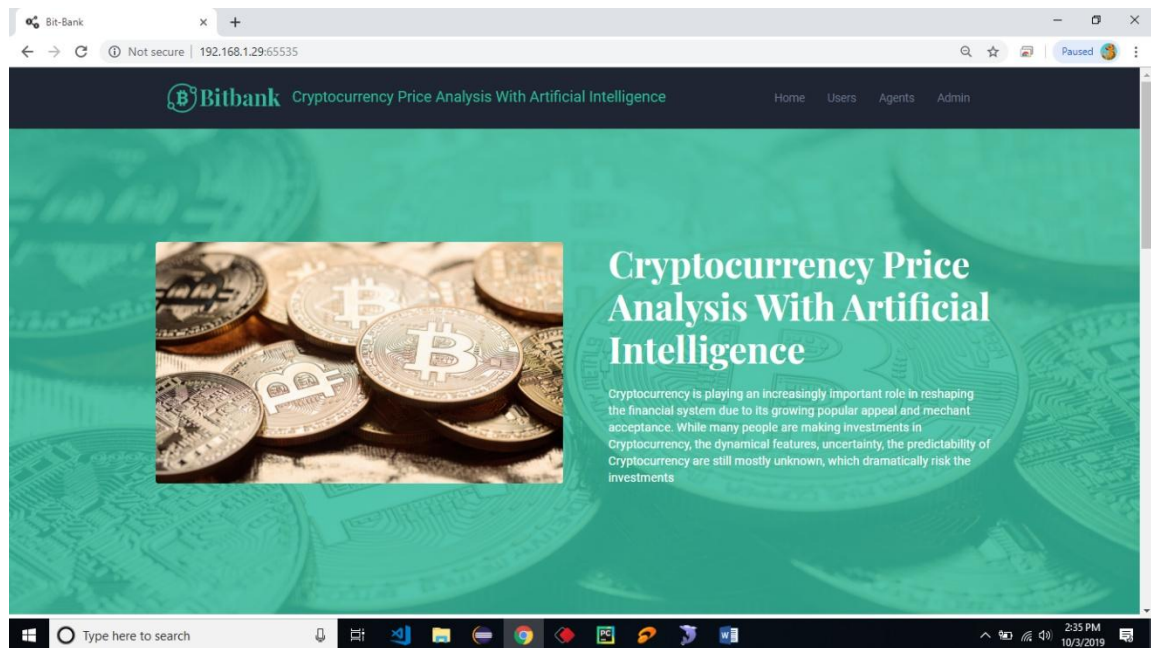 Bit-Bank
Not secure | 192.168.1.29:65535
Paused
Bitbank Cryptocurrency Price Analysis With Artificial Intelligence
Home Users Agents Admin
Cryptocurrency Price
Analysis With Artificial
Intelligence
Cryptocurrency is playing an increasingly important role in reshaping
the financial system due to its growing popular appeal and mechant
acceptance. While many people are making investments in
Cryptocurrency, the dynamical features, uncertainty, the predictability of
Cryptocurrency are still mostly unknown, which dramatically risk the
investments
Type here to search
2:35 PM
10/3/2019